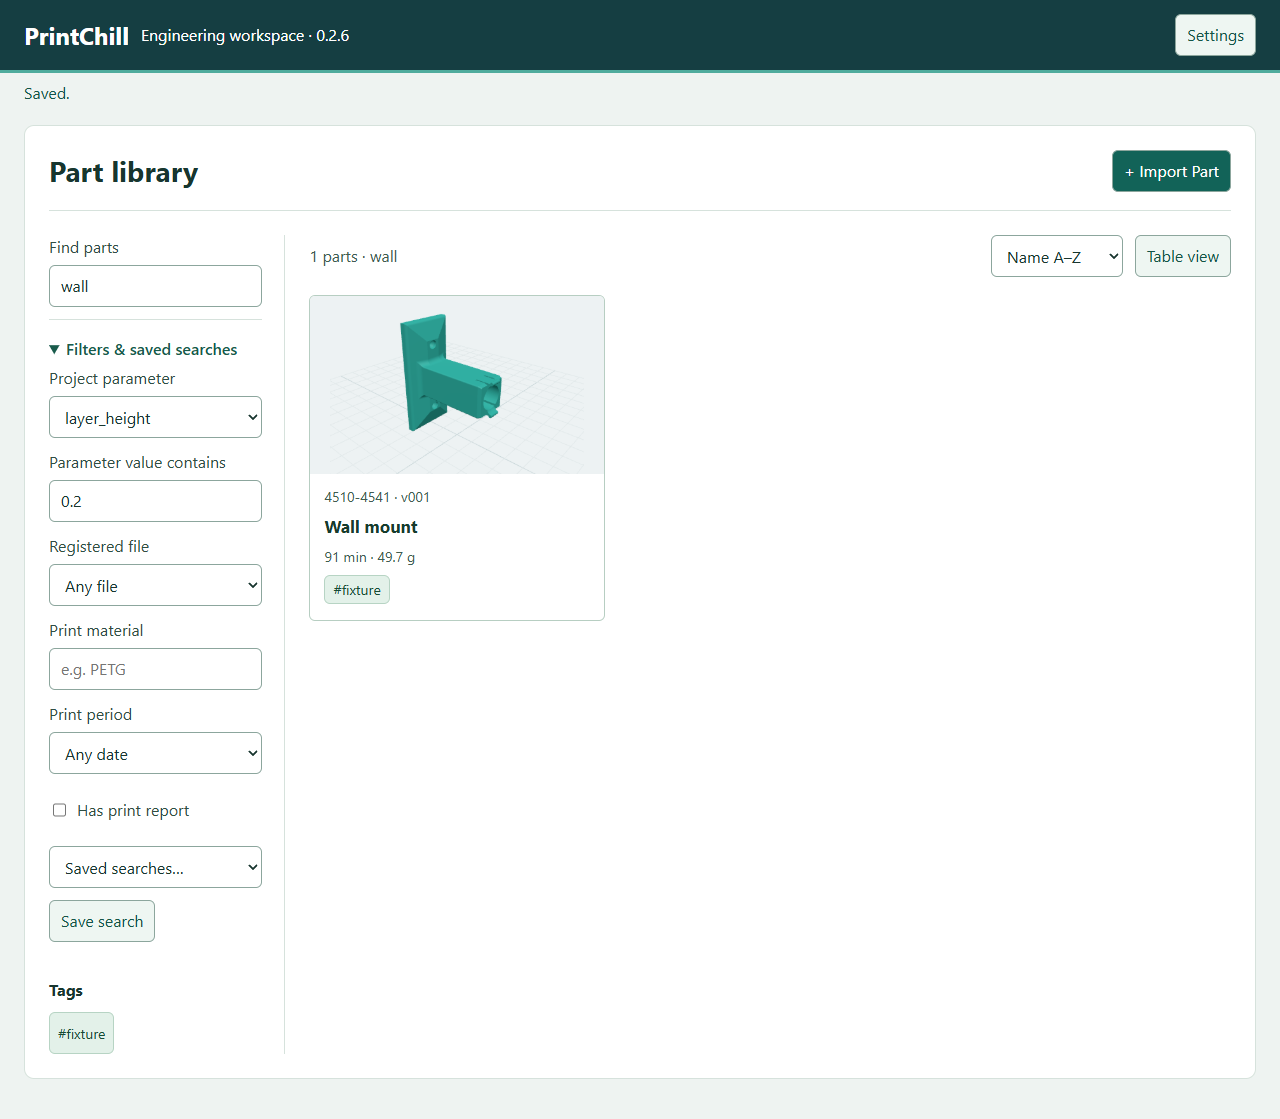 PrintChill Engineering workspace · 0.2.6
Settings
Saved.
Part library
+ Import Part
Find parts
wall
Filters & saved searches
Project parameter
layer_height
Parameter value contains
0.2
Registered file
Any file
Print material
e.g. PETG
Print period
Any date
Has print report
Saved searches...
Save search
Tags
#fixture
1 parts · wall
Name A–Z
Table view
4510-4541 · v001
Wall mount
91 min · 49.7 g
#fixture